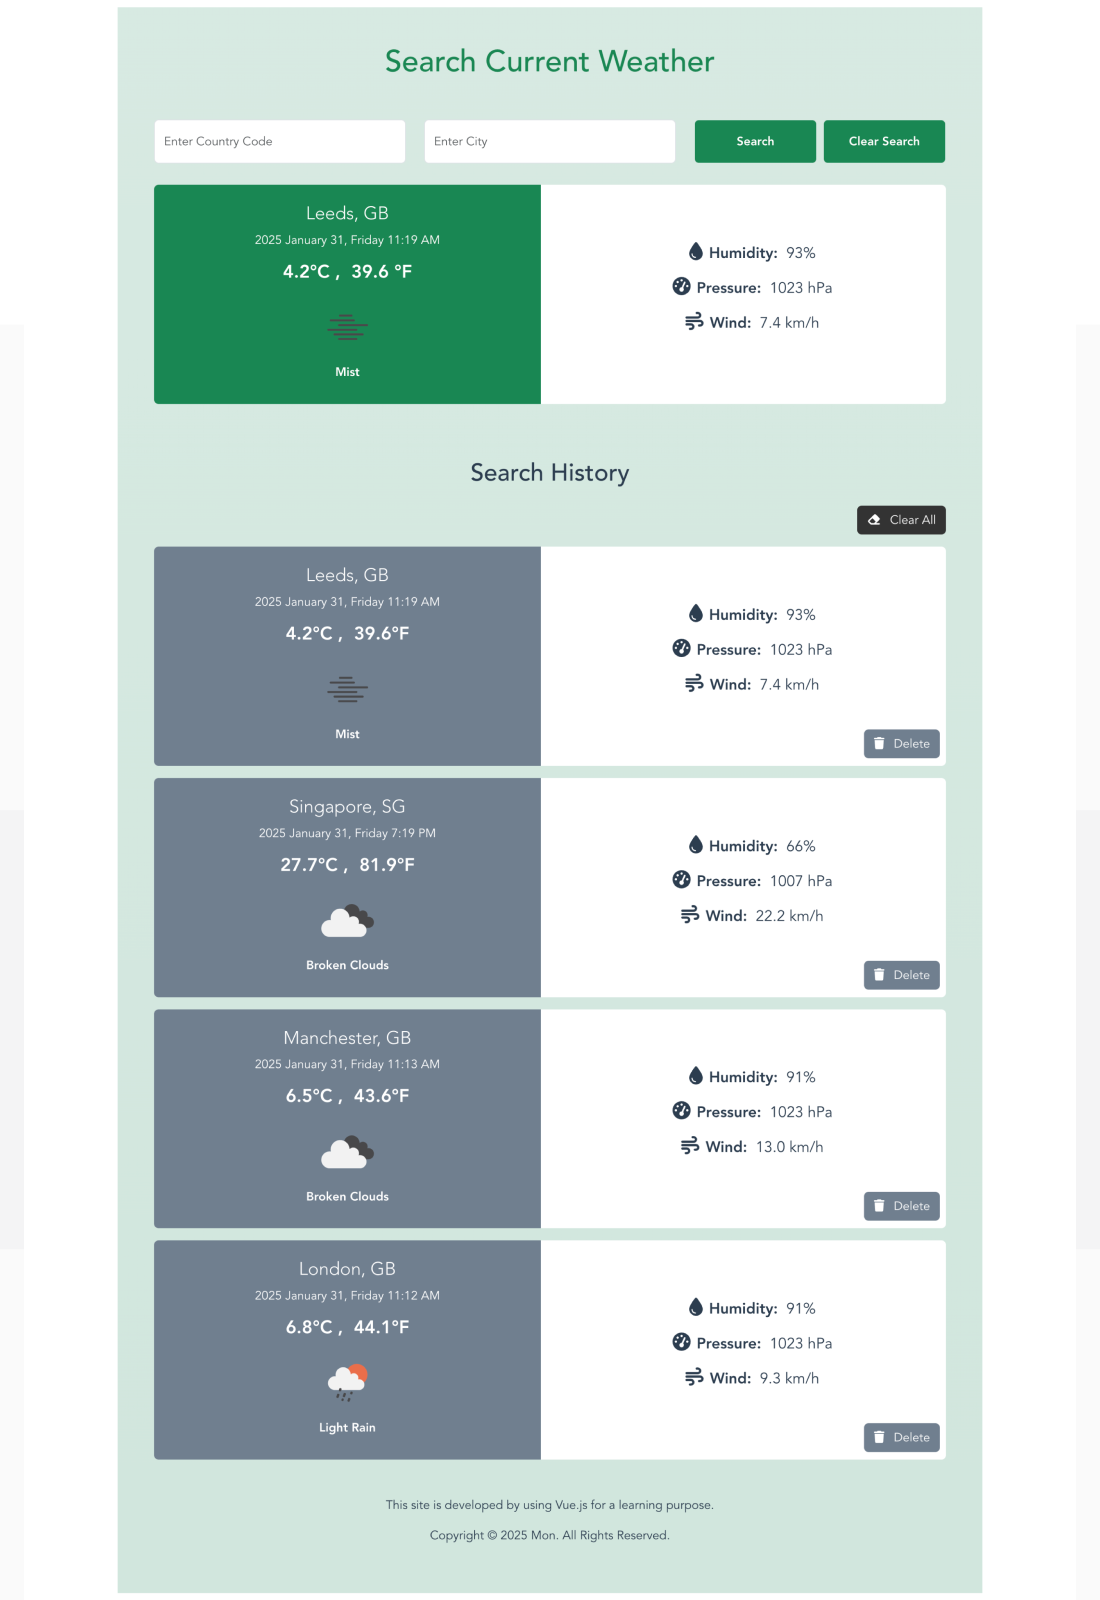 Search Current Weather
Enter Country Code
Enter City
Search
Clear Search
Leeds, GB
2025 January 31, Friday 11:19 AM
4.2°C ,  39.6 °F
Mist
Humidity:  93%
Pressure:  1023 hPa
Wind:  7.4 km/h
Search History
Clear All
Leeds, GB
2025 January 31, Friday 11:19 AM
4.2°C ,  39.6°F
Mist
Humidity:  93%
Pressure:  1023 hPa
Wind:  7.4 km/h
Delete
Singapore, SG
2025 January 31, Friday 7:19 PM
27.7°C ,  81.9°F
Broken Clouds
Humidity:  66%
Pressure:  1007 hPa
Wind:  22.2 km/h
Delete
Manchester, GB
2025 January 31, Friday 11:13 AM
6.5°C ,  43.6°F
Broken Clouds
Humidity:  91%
Pressure:  1023 hPa
Wind:  13.0 km/h
Delete
London, GB
2025 January 31, Friday 11:12 AM
6.8°C ,  44.1°F
Light Rain
Humidity:  91%
Pressure:  1023 hPa
Wind:  9.3 km/h
Delete
This site is developed by using Vue.js for a learning purpose.
Copyright © 2025 Mon. All Rights Reserved.